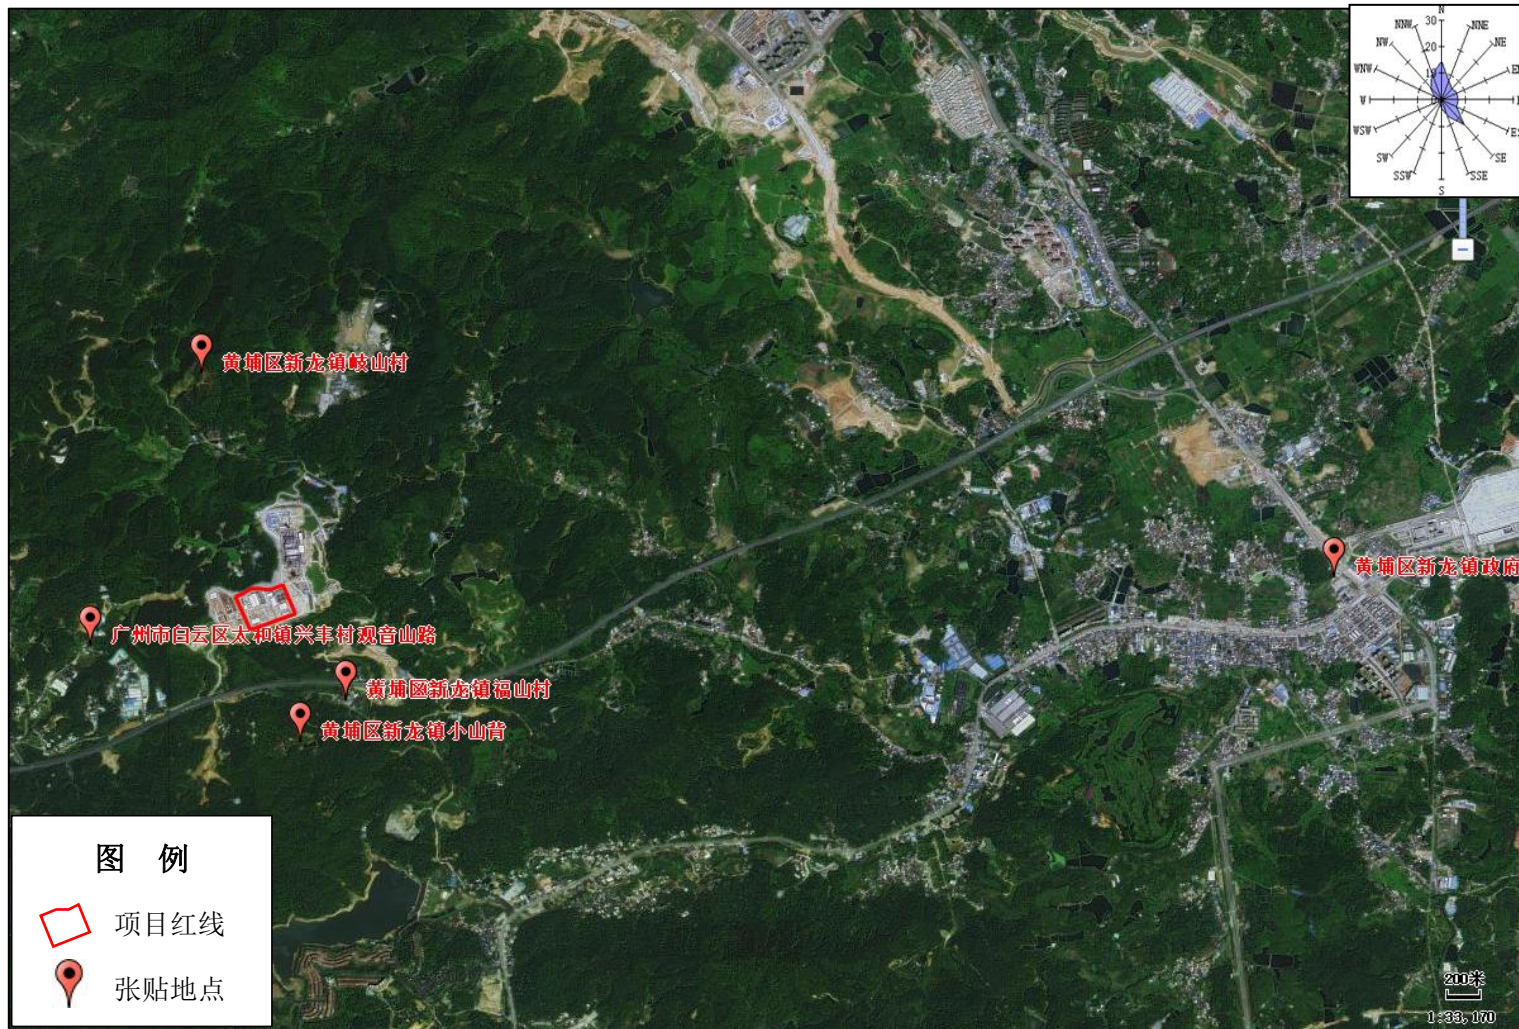 N
NNW
30
NNE
NW
20
NE
WNW
W
WSW
SW
SE
SSW
SSE
S
黄埔区新龙镇岐山村
黄埔区新龙镇政府
广州市白云区太和镇兴丰村观音山路
黄埔区新龙镇福山村
黄埔区新龙镇小山背
图 例
项目红线
张贴地点
200米
1:33,170